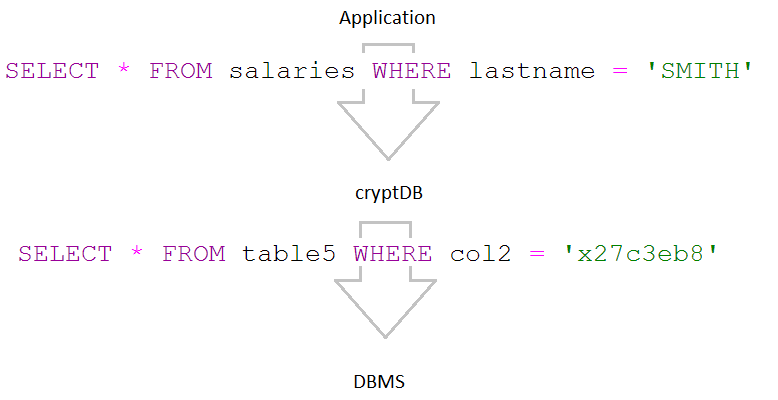 Application
SELECT * FROM salaries WHERE lastname = 'SMITH'
cryptDB
SELECT * FROM table5 WHERE col2 = 'x27c3eb8'
DBMS